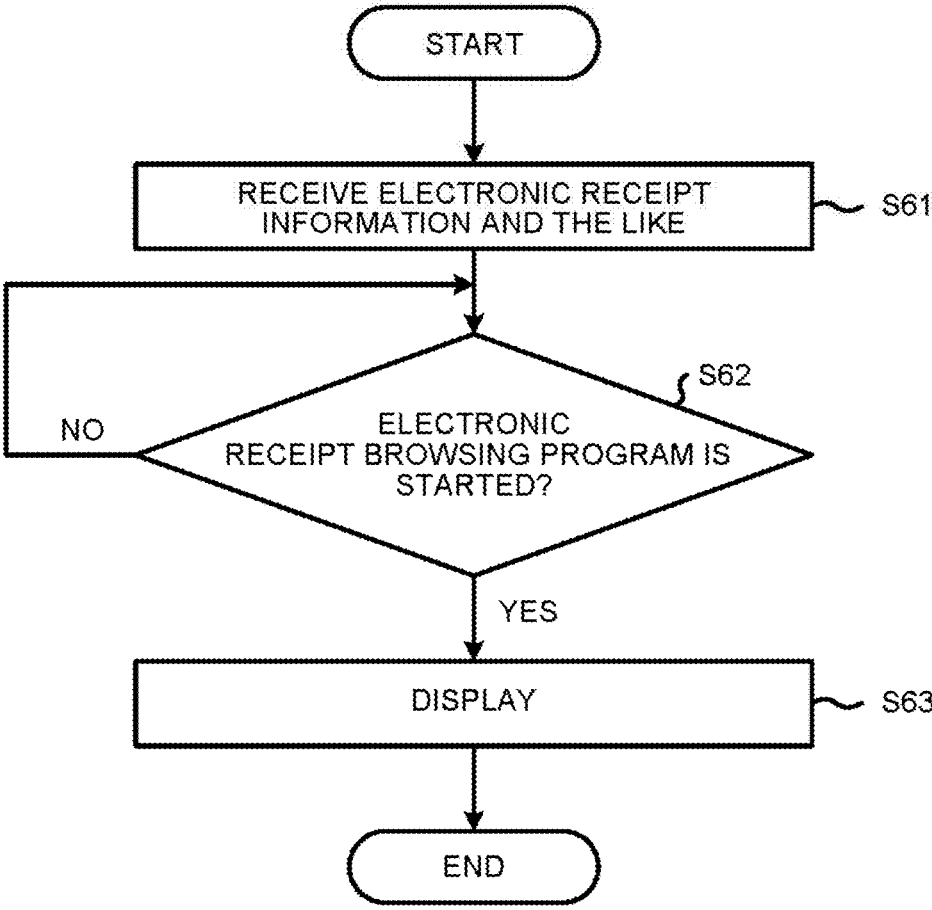 START
RECEIVE ELECTRONIC RECEIPT
INFORMATION AND THE LIKE
S61
S62
ELECTRONIC
RECEIPT BROWSING PROGRAM IS
STARTED?
NO
YES
DISPLAY
S63
END